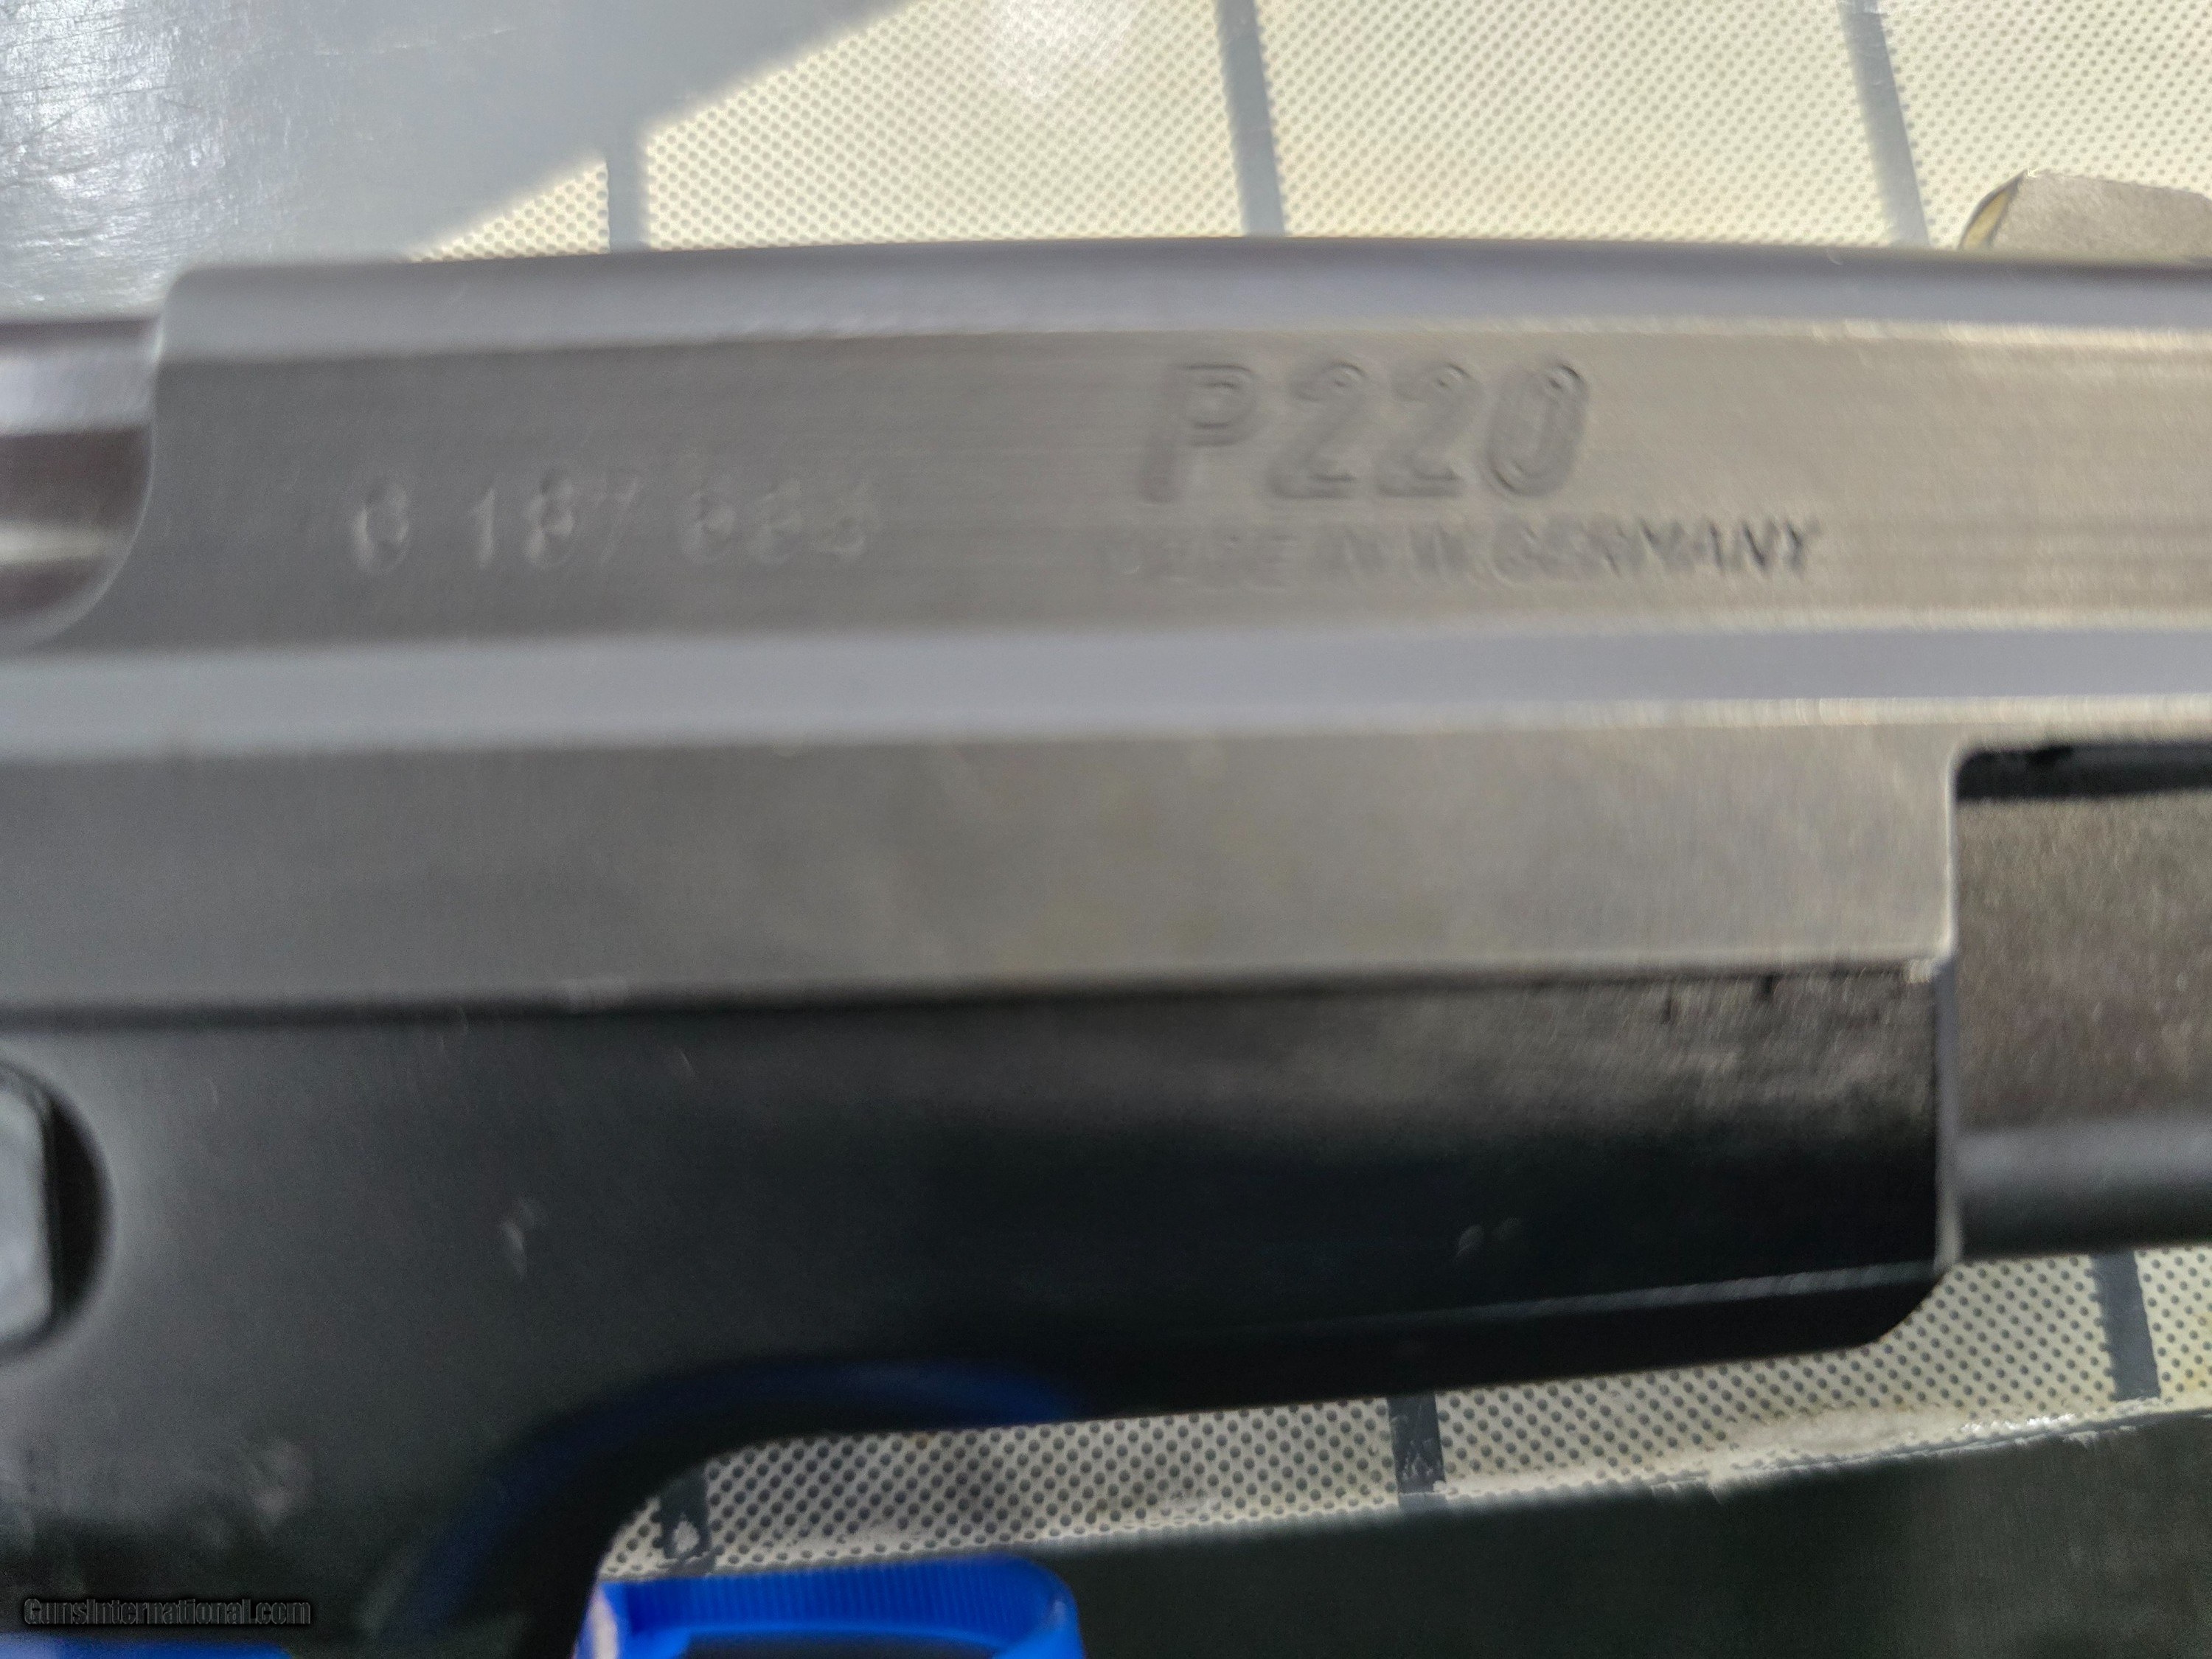 P220
MADE IN W. GERMANY
GunsInternational.com